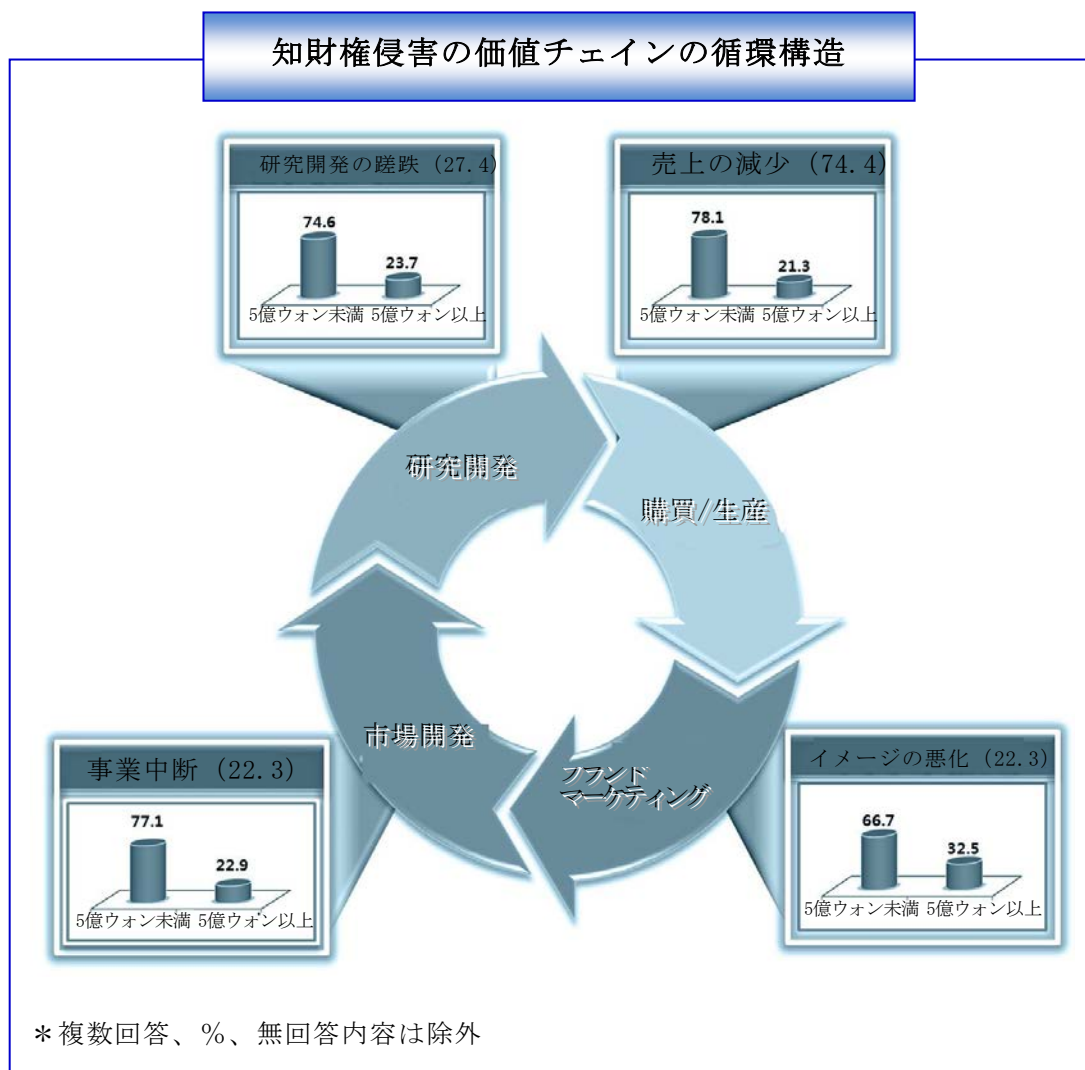 知財権侵害の価値チェインの循環構造
研究開発の蹉跌（27.4）
74.6
23.7
5億ウォン未満 5億ウォン以上
売上の減少（74.4）
78.1
21.3
5億ウォン未満 5億ウォン以上
研究開発
購買/生産
市場開発
フランド
マーケティング
事業中断（22.3）
77.1
22.9
5億ウォン未満 5億ウォン以上
イメージの悪化（22.3）
66.7
32.5
5億ウォン未満 5億ウォン以上
＊複数回答、％、無回答内容は除外